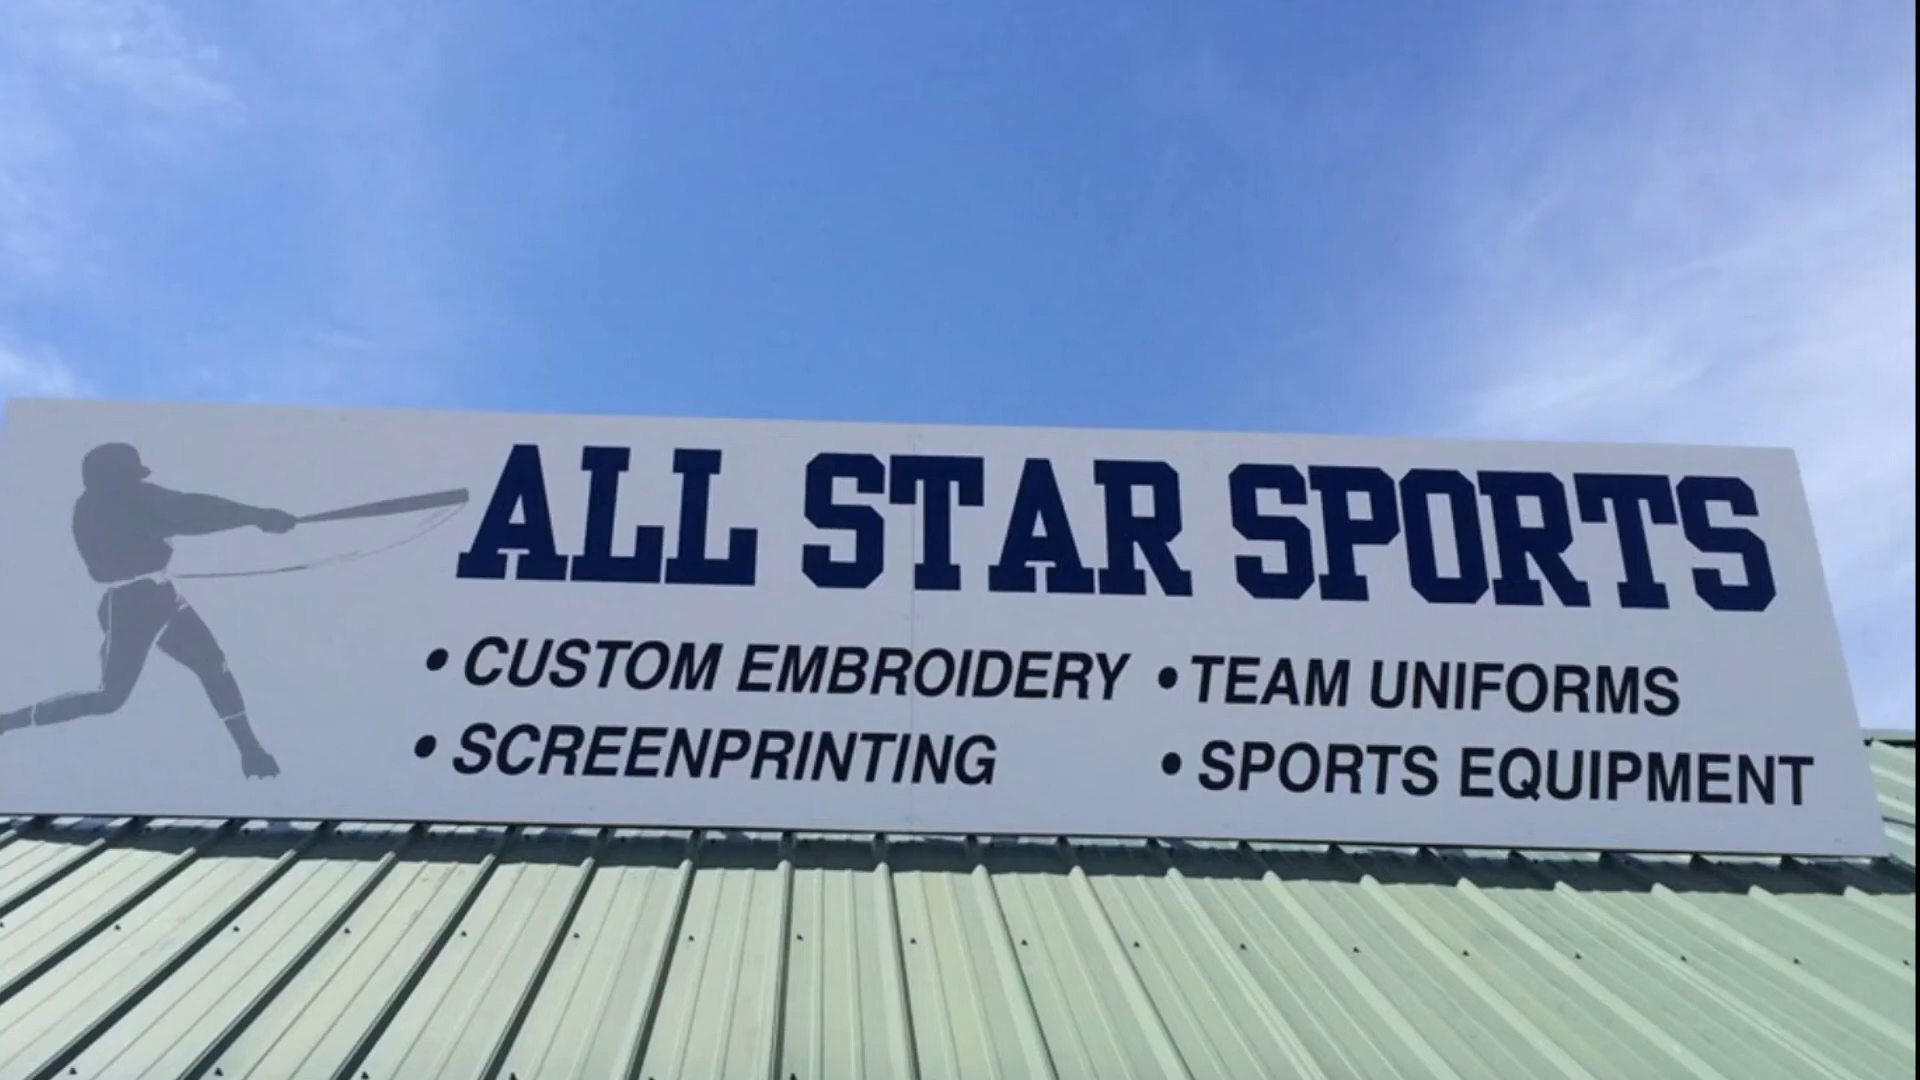 ALL STAR SPORTS
• CUSTOM EMBROIDERY • TEAM UNIFORMS
• SCREENPRINTING • SPORTS EQUIPMENT